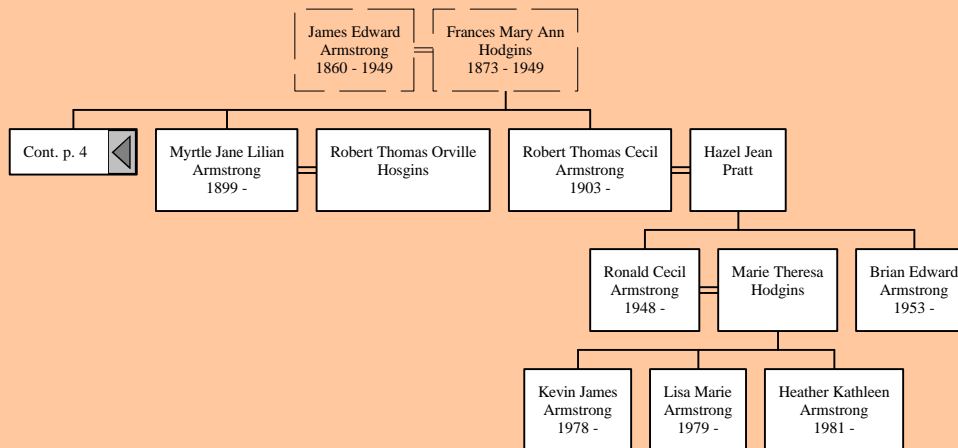 James Edward
Armstrong
1860 - 1949
Frances Mary Ann
Hodgins
1873 - 1949
Cont. p. 4
Myrtle Jane Lilian
Armstrong
1899 -
Robert Thomas Orville
Hosgins
Robert Thomas Cecil
Armstrong
1903 -
Hazel Jean
Pratt
Ronald Cecil
Armstrong
1948 -
Marie Theresa
Hodgins
Brian Edward
Armstrong
1953 -
Kevin James
Armstrong
1978 -
Lisa Marie
Armstrong
1979 -
Heather Kathleen
Armstrong
1981 -